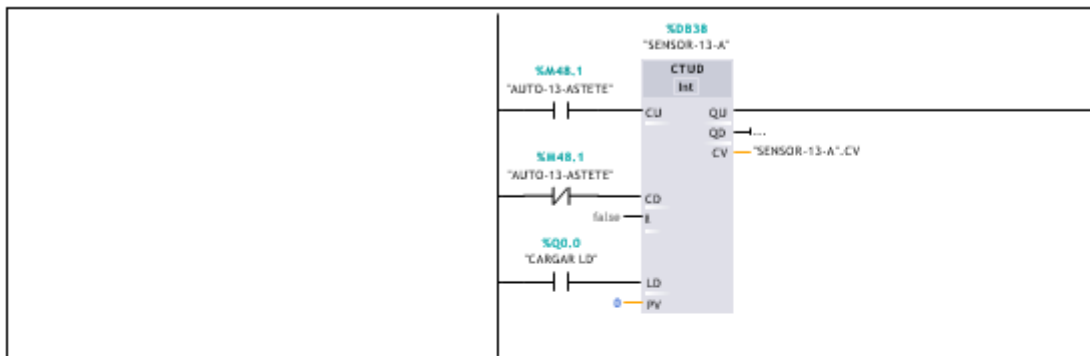 %DB38
"SENSOR-13-A"
%M48.1
"AUTO-13-ASTETE"
CTUD
Int
CU
QU
QD
...
CV
"SENSOR-13-A".CV
%M48.1
"AUTO-13-ASTETE"
CD
false
R
%Q0.0
"CARGAR LD"
LD
0
PV